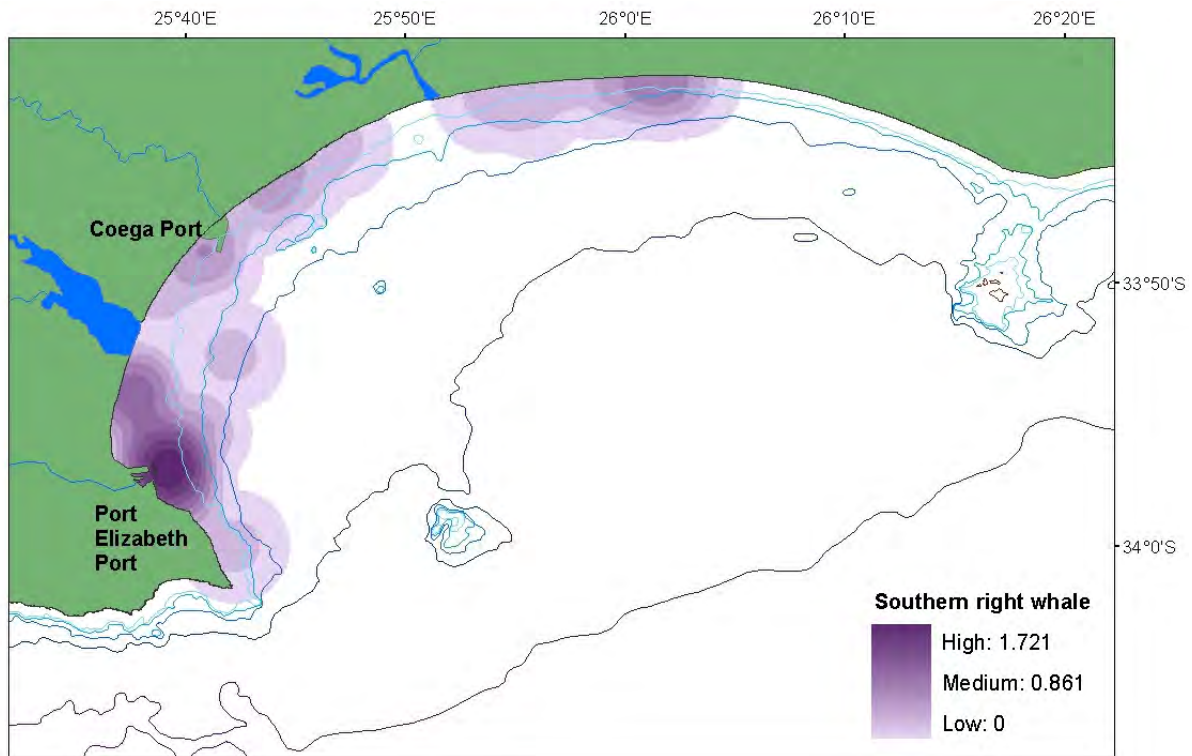 25°40'E
25°50'E
26°0'E
26°10'E
26°20'E
Coega Port
33°50'S
Port
Elizabeth
Port
34°0'S
Southern right whale
High: 1.721
Medium: 0.861
Low: 0